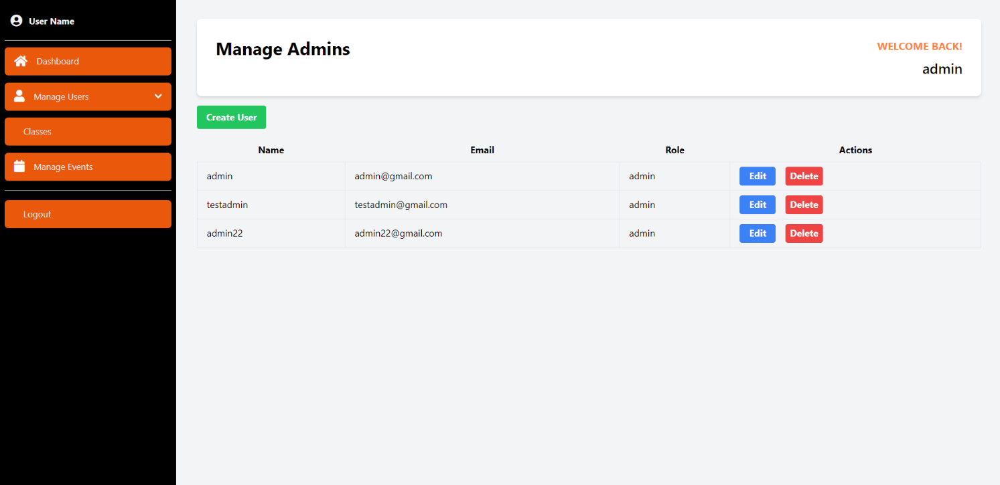 User Name
Dashboard
Manage Users
Classes
Manage Events
Logout
Manage Admins
WELCOME BACK!
admin
Create User
Name Email Role Actions
admin admin@gmail.com admin Edit Delete
testadmin testadmin@gmail.com admin Edit Delete
admin22 admin22@gmail.com admin Edit Delete